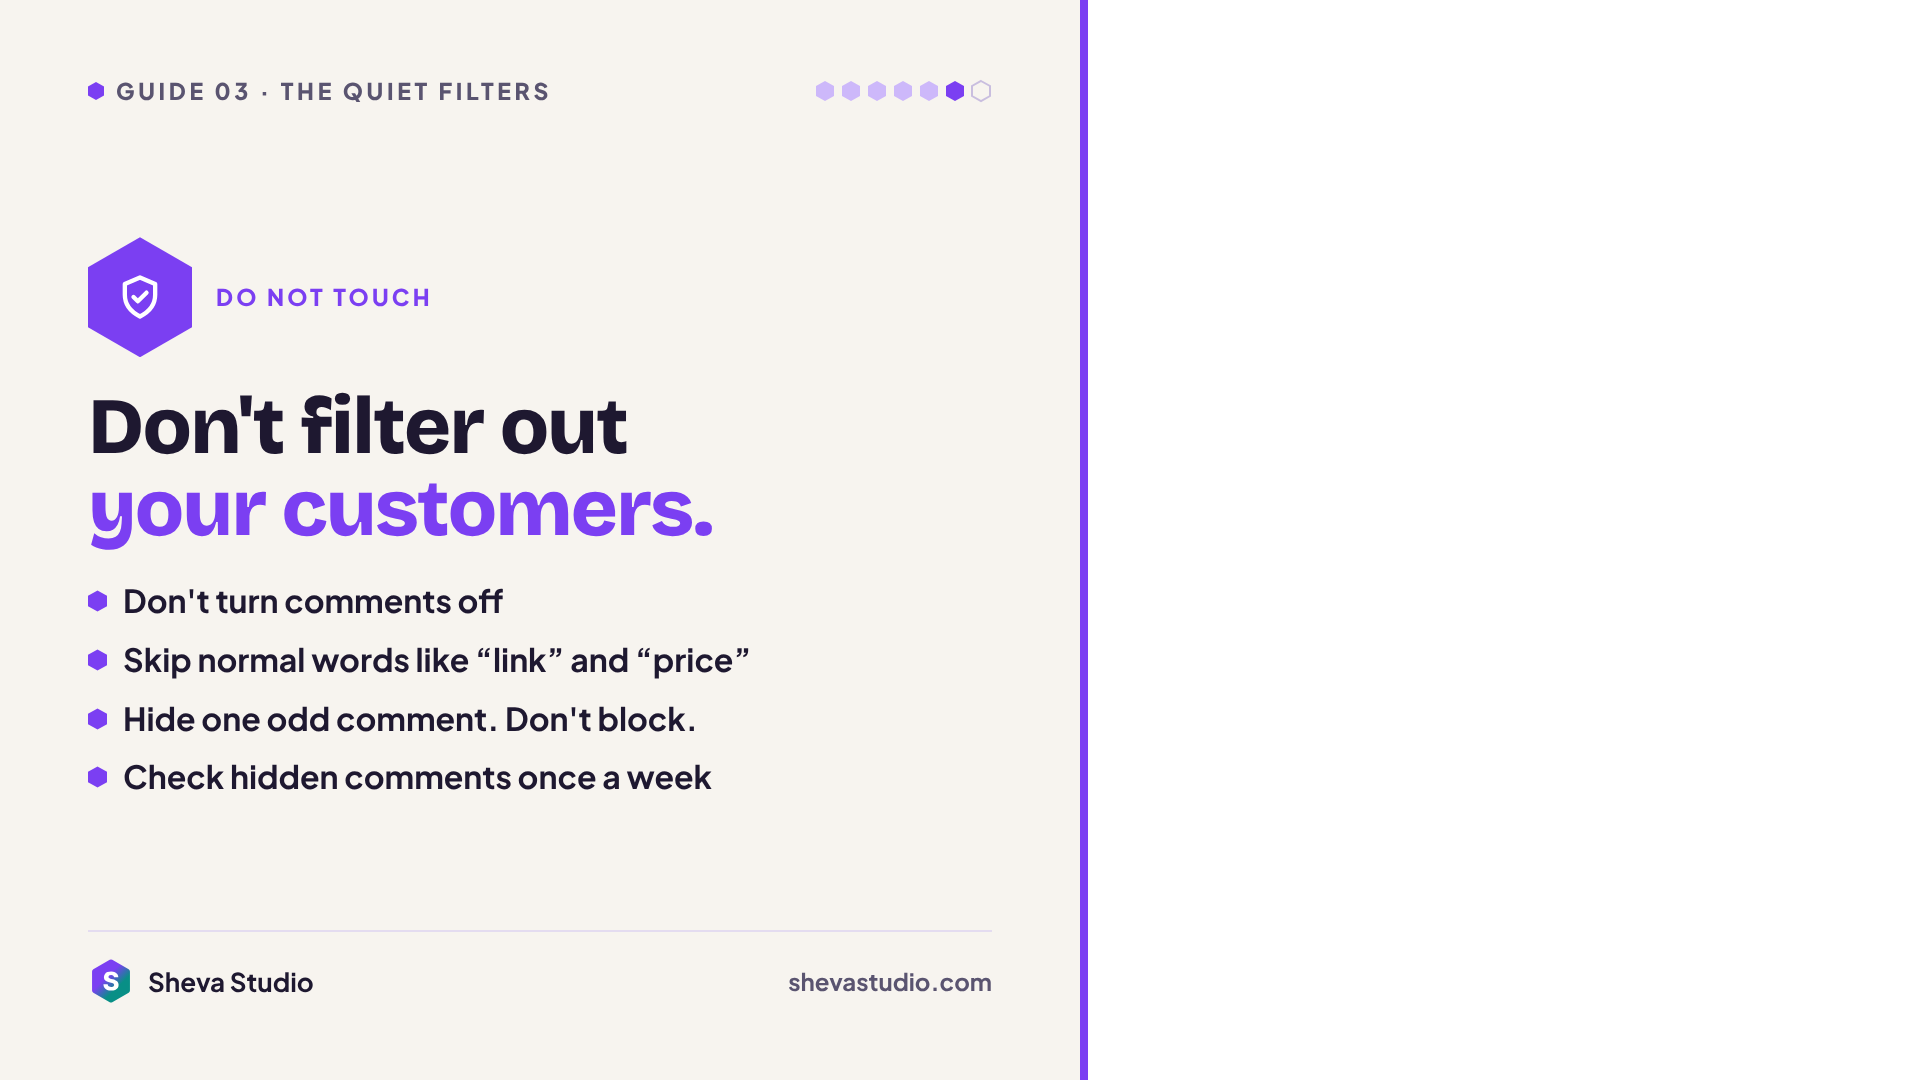 GUIDE 03 · THE QUIET FILTERS
DO NOT TOUCH
Don't filter out
your customers.
Don't turn comments off
Skip normal words like “link” and “price”
Hide one odd comment. Don't block.
Check hidden comments once a week
S Sheva Studio
shevastudio.com